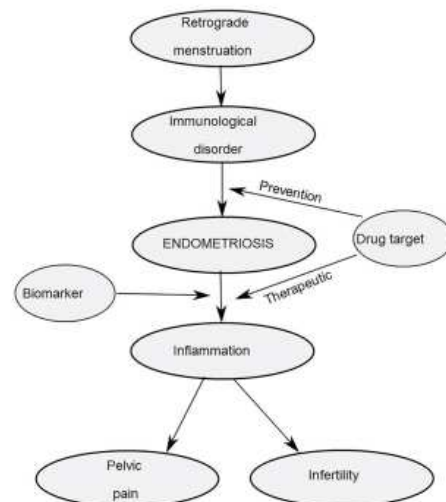 Retrograde
menstruation
Immunological
disorder
Prevention
ENDOMETRIOSIS
Drug target
Therapeutic
Biomarker
Inflammation
Pelvic
pain
Infertility